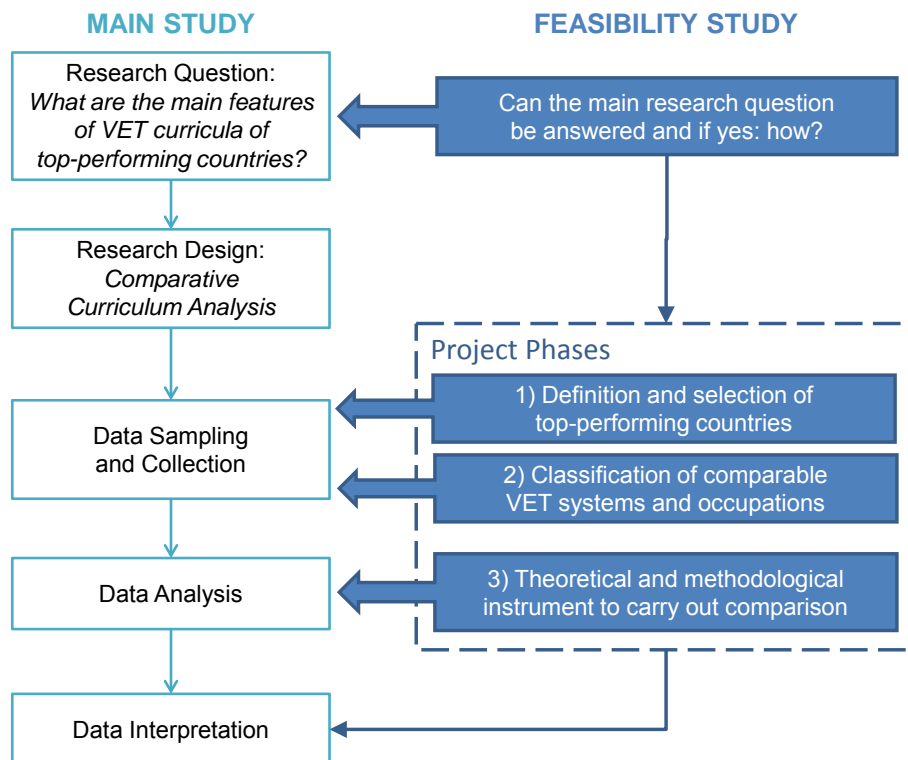 MAIN STUDY
Research Question:
What are the main features
of VET curricula of
top-performing countries?
Research Design:
Comparative
Curriculum Analysis
Data Sampling
and Collection
Data Analysis
Data Interpretation
FEASIBILITY STUDY
Can the main research question
be answered and if yes: how?
Project Phases
1) Definition and selection of
top-performing countries
2) Classification of comparable
VET systems and occupations
3) Theoretical and methodological
instrument to carry out comparison